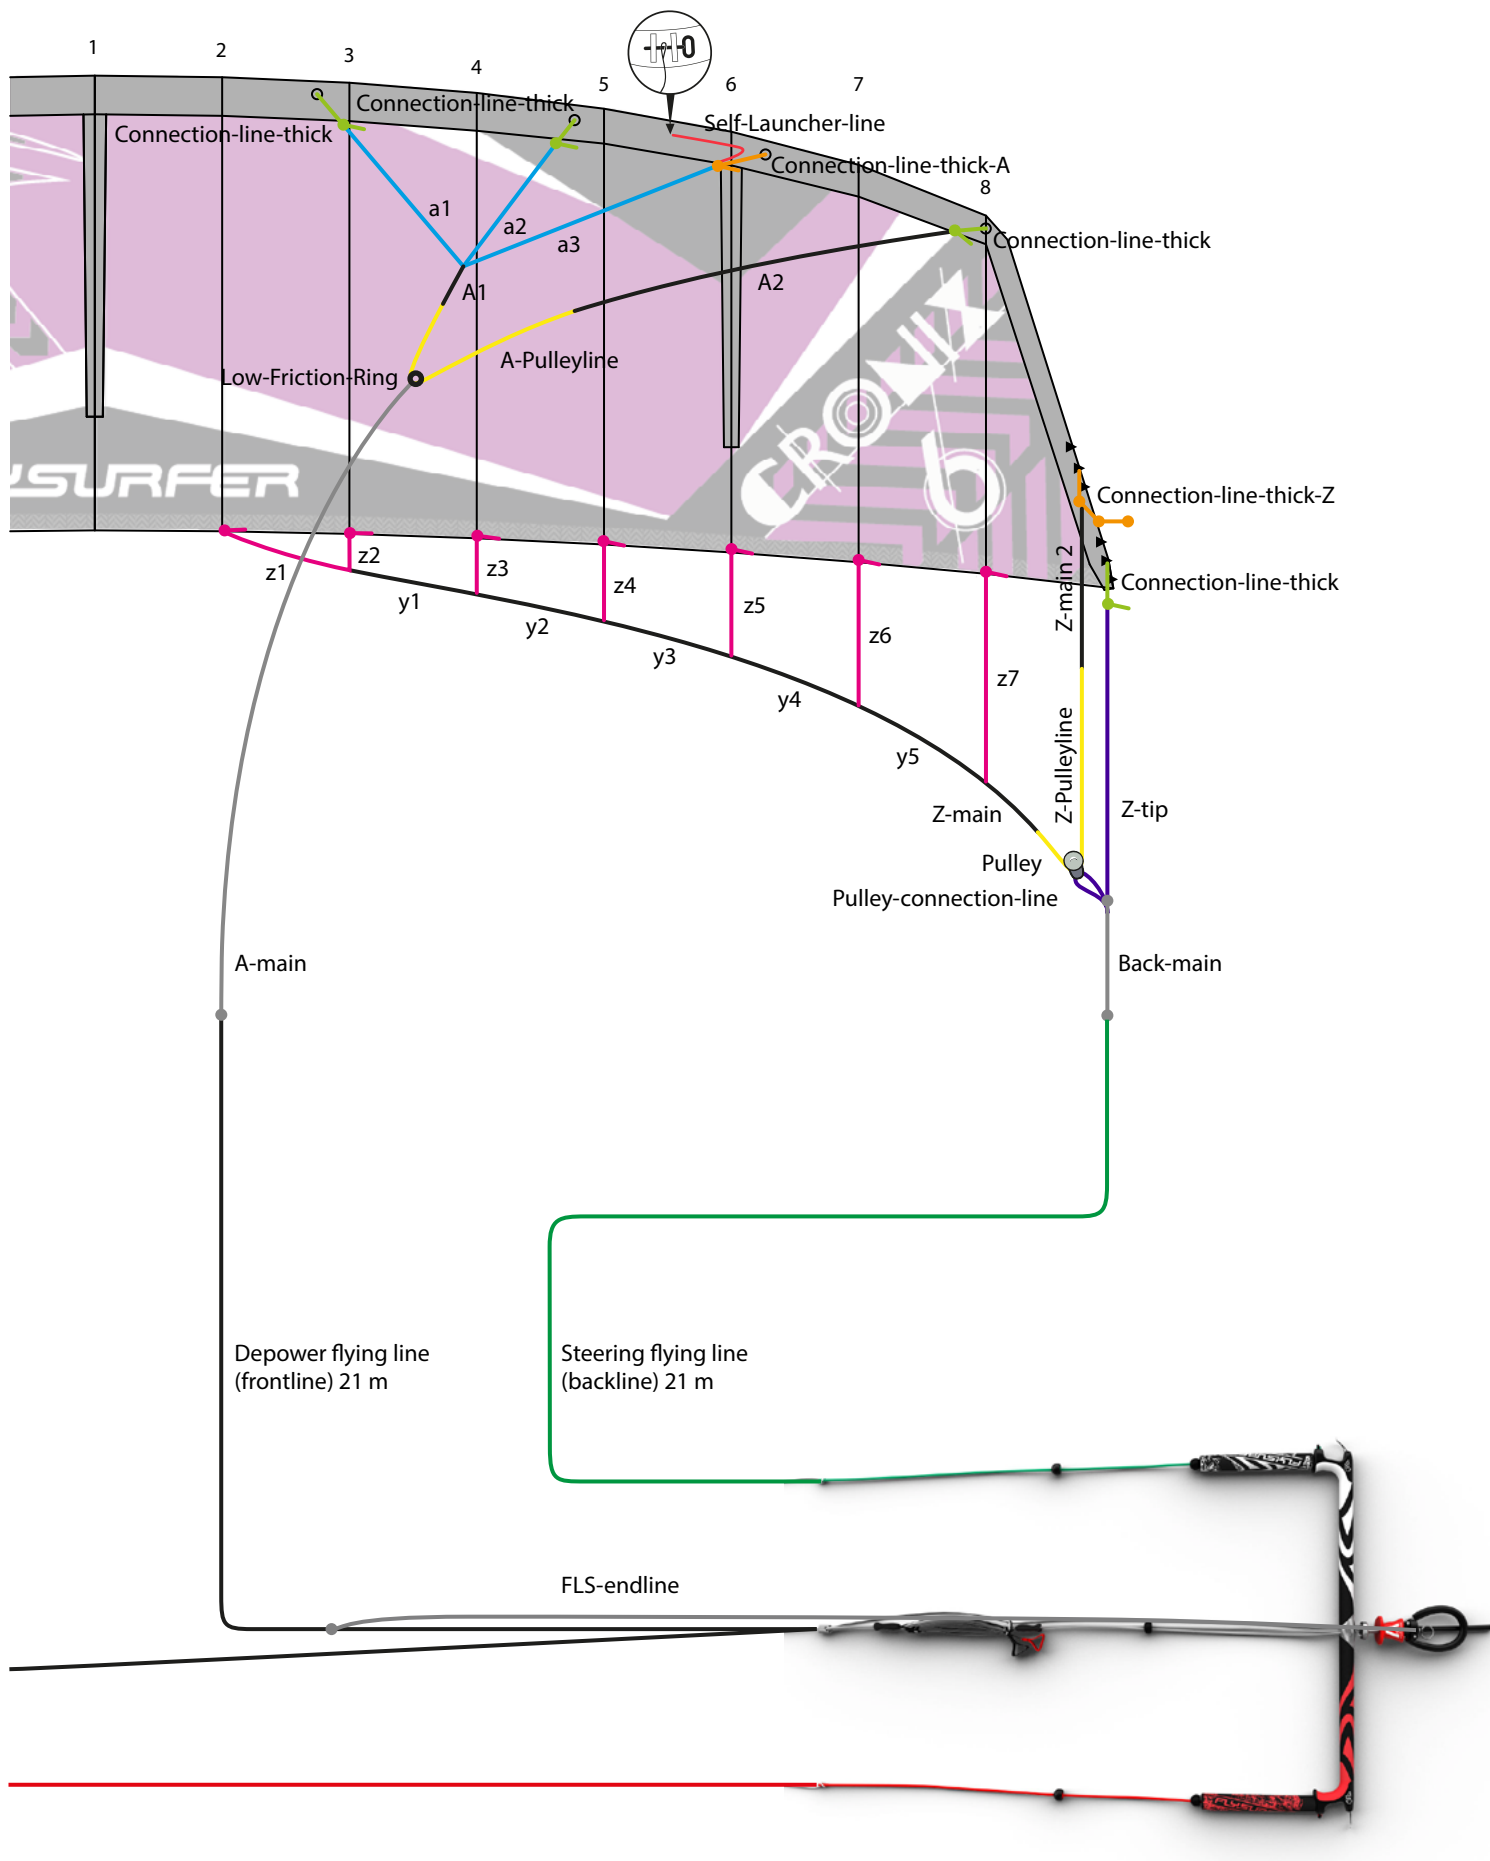 1
2
3
4
5
6
7
8
Connection-line-thick
Connection-line-thick
Self-Launcher-line
Connection-line-thick-A
Connection-line-thick
a1
a2
a3
A1
A2
A-Pulleyline
Low-Friction-Ring
CRONIX
6
SURFER
Connection-line-thick-Z
Connection-line-thick
z1
z2
z3
z4
z5
z6
z7
y1
y2
y3
y4
y5
Z-main 2
Z-Pulleyline
Z-main
Z-tip
Pulley
Pulley-connection-line
A-main
Back-main
Depower flying line
(frontline) 21 m
Steering flying line
(backline) 21 m
FLS-endline